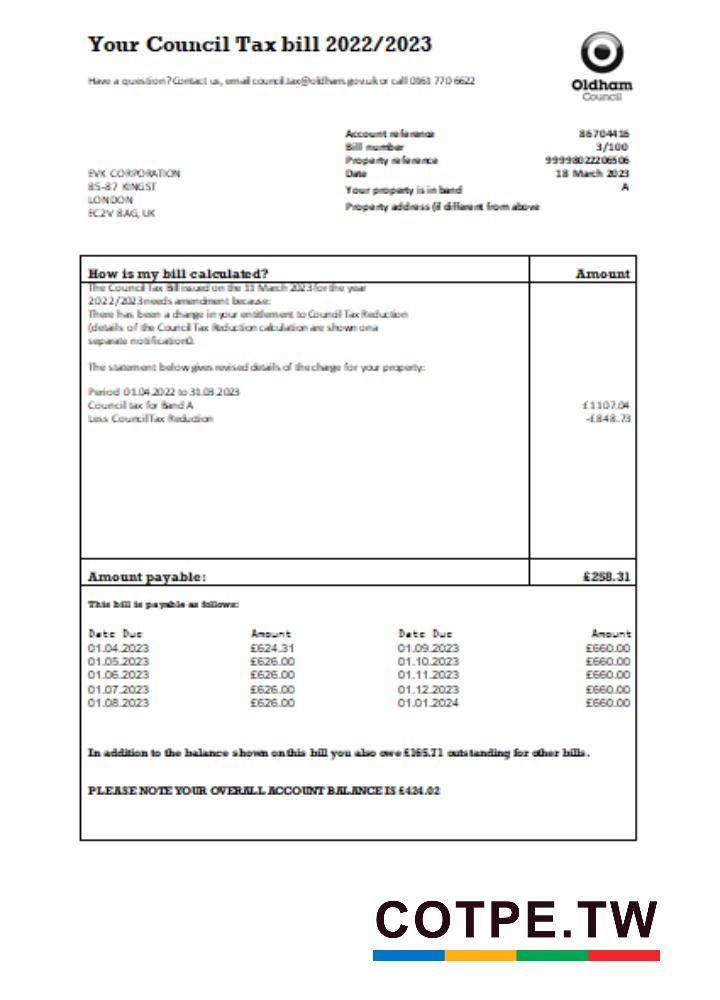 Your Council Tax bill 2022/2023
Have a question? Contact us, email council.tax@oldham.gov.uk or call 0161 770 6622
Oldham
Council
Account reference 86704416
Bill number 3/100
Property reference 99998022206506
Date 18 March 2023
Your property is in band A
Property address (if different from above
EVK CORPORATION
85-87 KINGST
LONDON
EC2V 8AG, UK
How is my bill calculated? Amount
The Council Tax Bill issued on the 11 March 2023 for the year
2022/2023 needs amendment because:
There has been a change in your entitlement to Council Tax Reduction
(details of the Council Tax Reduction calculation are shown on a
separate notification).
The statement below gives revised details of the charge for your property:
Period 01.04.2022 to 31.03.2023
Council tax for Band A £1107.04
Less Council Tax Reduction -£848.73
Amount payable: £258.31
This bill is payable as follows:
Date Due Amount Date Due Amount
01.04.2023 £624.31 01.09.2023 £660.00
01.05.2023 £626.00 01.10.2023 £660.00
01.06.2023 £626.00 01.11.2023 £660.00
01.07.2023 £626.00 01.12.2023 £660.00
01.08.2023 £626.00 01.01.2024 £660.00
In addition to the balance shown on this bill you also owe £165.71 outstanding for other bills.
PLEASE NOTE YOUR OVERALL ACCOUNT BALANCE IS £424.02
COTPE.TW